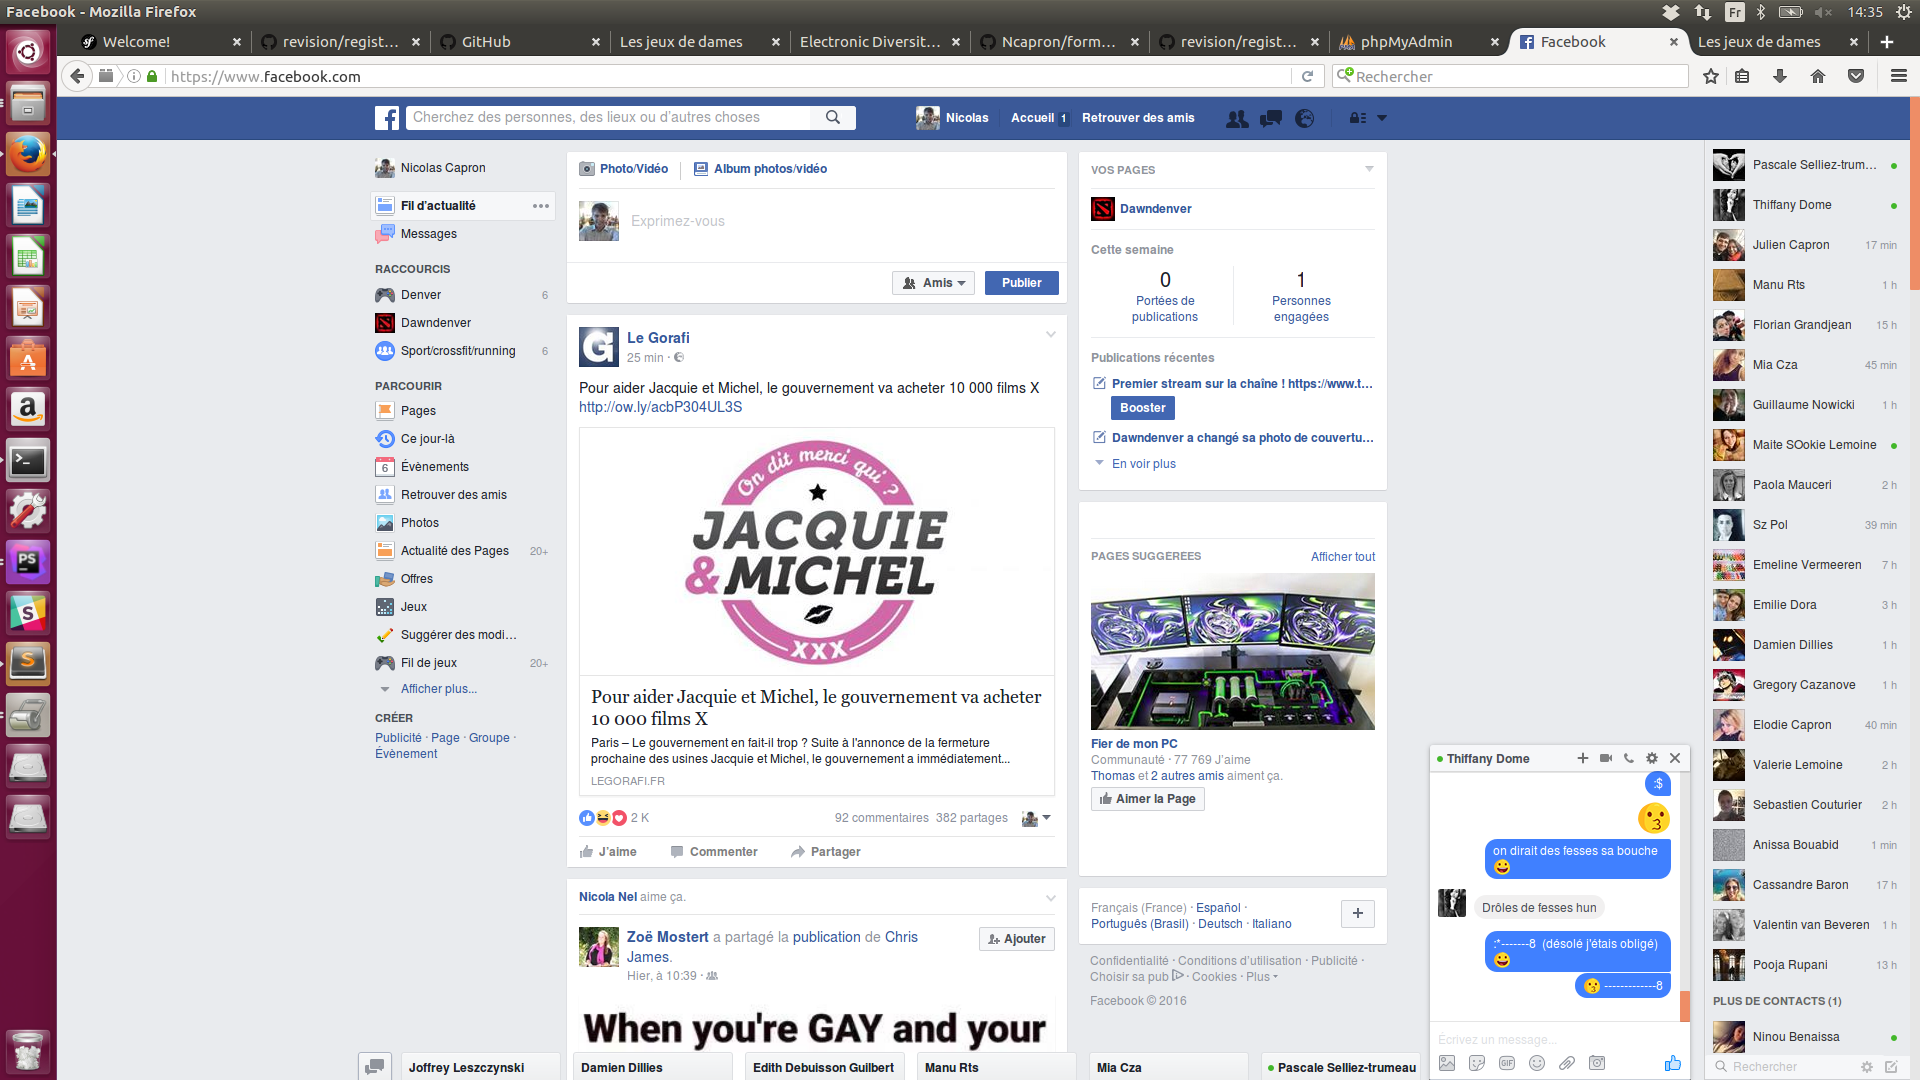 Facebook - Mozilla Firefox
Fr
14:35
Welcome!
revision/regist...
GitHub
Les jeux de dames
Electronic Diversit...
Ncapron/form...
revision/regist...
phpMyAdmin
Facebook
Les jeux de dames
https://www.facebook.com
Rechercher
Cherchez des personnes, des lieux ou d'autres choses
Nicolas
Accueil 1
Retrouver des amis
Nicolas Capron
Fil d'actualité
Messages
RACCOURCIS
Denver 6
Dawndenver
Sport/crossfit/running 6
PARCOURIR
Pages
Ce jour-là
6
Évènements
Retrouver des amis
Photos
Actualité des Pages 20+
Offres
Jeux
Suggérer des modi...
Fil de jeux 20+
Afficher plus...
CRÉER
Publicité · Page · Groupe ·
Évènement
Photo/Vidéo
Album photos/vidéo
Exprimez-vous
Amis
Publier
G
Le Gorafi
25 min ·
Pour aider Jacquie et Michel, le gouvernement va acheter 10 000 films X
http://ow.ly/acbP304UL3S
On dit merci qui ?
JACQUIE
&MICHEL
XXX
Pour aider Jacquie et Michel, le gouvernement va acheter
10 000 films X
Paris – Le gouvernement en fait-il trop ? Suite à l'annonce de la fermeture
prochaine des usines Jacquie et Michel, le gouvernement a immédiatement...
LEGORAFI.FR
2 K
92 commentaires 382 partages
J'aime
Commenter
Partager
Nicola Nel aime ça.
Zoë Mostert a partagé la publication de Chris
James.
Hier, à 10:39 ·
Ajouter
When you're GAY and your
VOS PAGES
Dawndenver
Cette semaine
0
Portées de
publications
1
Personnes
engagées
Publications récentes
Premier stream sur la chaîne ! https://www.t...
Booster
Dawndenver a changé sa photo de couvertu...
En voir plus
PAGES SUGGEREES
Afficher tout
Fier de mon PC
Communauté · 77 769 J'aime
Thomas et 2 autres amis aiment ça.
Aimer la Page
Français (France) · Español ·
Português (Brasil) · Deutsch · Italiano
Confidentialité · Conditions d'utilisation · Publicité ·
Choisir sa pub · Cookies · Plus
Facebook © 2016
Pascale Selliez-trum...
Thiffany Dome
Julien Capron 17 min
Manu Rts 1 h
Florian Grandjean 15 h
Mia Cza 45 min
Guillaume Nowicki 1 h
Maite SOokie Lemoine
Paola Mauceri 2 h
Sz Pol 39 min
Emeline Vermeeren 7 h
Emilie Dora 3 h
Damien Dillies 1 h
Gregory Cazanove 1 h
Elodie Capron 40 min
Valerie Lemoine 2 h
Sebastien Couturier 2 h
Anissa Bouabid 1 min
Cassandre Baron 17 h
Valentin van Beveren 1 h
Pooja Rupani 13 h
PLUS DE CONTACTS (1)
Ninou Benaissa
Rechercher
Thiffany Dome
:$
on dirait des fesses sa bouche
Drôles de fesses hun
:*-------8 (désolé j'étais obligé)
-------------8
Écrivez un message...
GIF
Joffrey Leszczynski
Damien Dillies
Edith Debuisson Guilbert
Manu Rts
Mia Cza
Pascale Selliez-trumeau